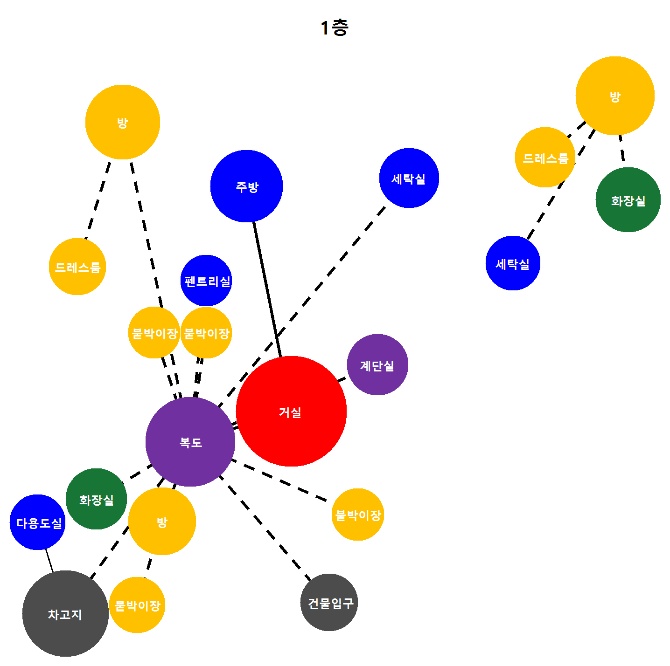 1층
방
방
드레스룸
주방
세탁실
화장실
드레스룸
세탁실
펜트리실
붙박이장
붙박이장
계단실
거실
복도
화장실
다용도실
방
붙박이장
차고지
붙박이장
건물입구